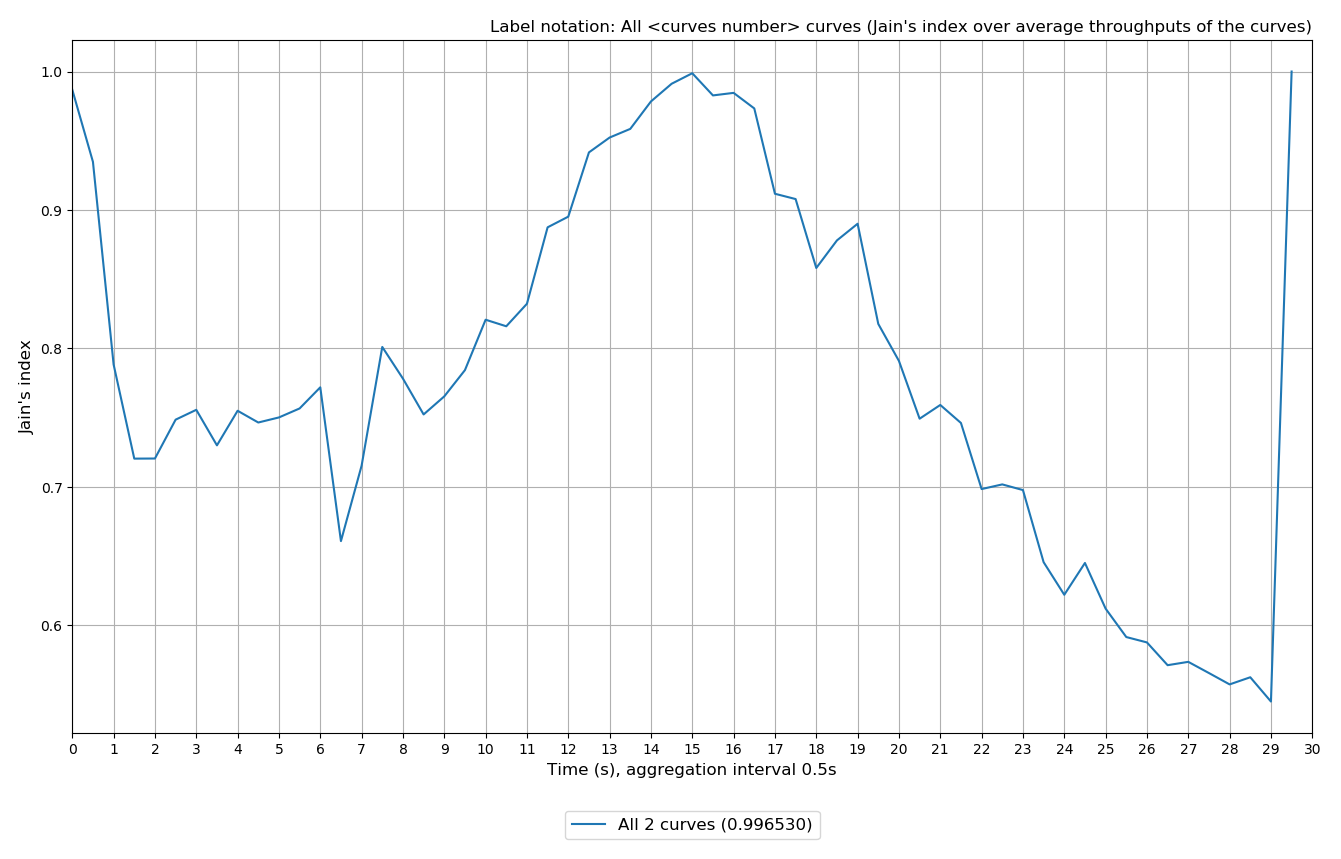 Label notation: All <curves number> curves (Jain's index over average throughputs of the curves)
1.0
0.9
0.8
0.7
0.6
Jain's index
0 1 2 3 4 5 6 7 8 9 10 11 12 13 14 15 16 17 18 19 20 21 22 23 24 25 26 27 28 29 30
Time (s), aggregation interval 0.5s
All 2 curves (0.996530)